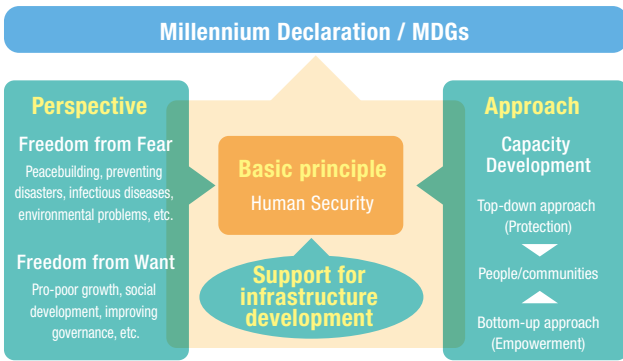 Millennium Declaration / MDGs
Perspective
Freedom from Fear
Peacebuilding, preventing
disasters, infectious diseases,
environmental problems, etc.
Freedom from Want
Pro-poor growth, social
development, improving
governance, etc.
Basic principle
Human Security
Support for
infrastructure
development
Approach
Capacity
Development
Top-down approach
(Protection)
People/communities
Bottom-up approach
(Empowerment)